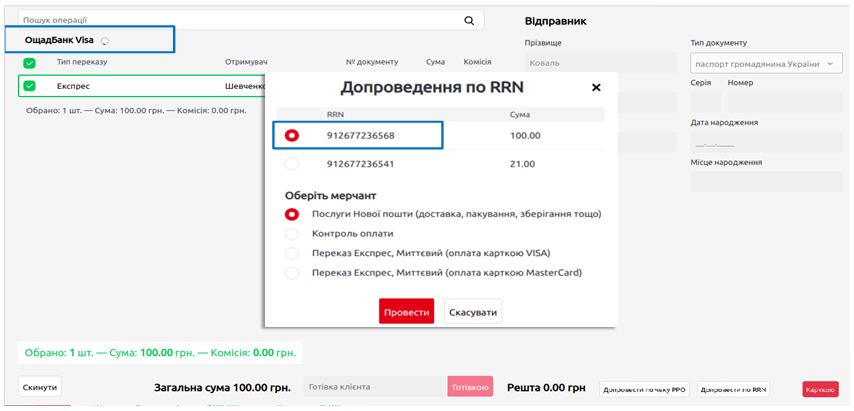 Пошук операції
Відправник
ОщадБанк Visa
Прізвище
Тип документу
Тип переказу Отримувач № документу Сума Комісія
Коваль
паспорт громадянина України
Експрес Шевченко
Серія Номер
Обрано: 1 шт. — Сума: 100.00 грн. — Комісія: 0.00 грн.
Дата народження
__.__.____
Місце народження
Допроведення по RRN
RRN Сума
912677236568 100.00
912677236541 21.00
Оберіть мерчант
Послуги Нової пошти (доставка, пакування, зберігання тощо)
Контроль оплати
Переказ Експрес, Миттєвий (оплата карткою VISA)
Переказ Експрес, Миттєвий (оплата карткою MasterCard)
Провести Скасувати
Обрано: 1 шт. — Сума: 100.00 грн. — Комісія: 0.00 грн.
Скинути Загальна сума 100.00 грн. Готівка клієнта Готівкою Решта 0.00 грн Допровести по чеку РРО Допровести по RRN Карткою